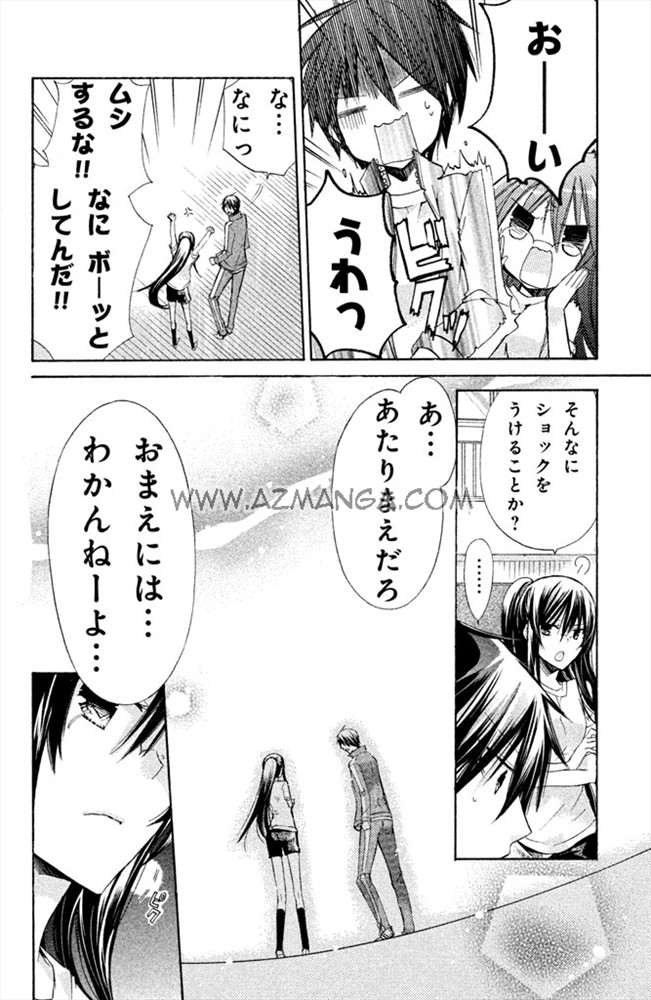 おーーい
うわっ
ビクッ
な…
なにっ
ムシ
するな!!
なに ボーッと
してんだ!!
そんなに
ショックを
うけることか?
……
あ…
あたりまえだろ
おまえには…
わかんねーよ…
ピク
WWW.AZMANGA.COM